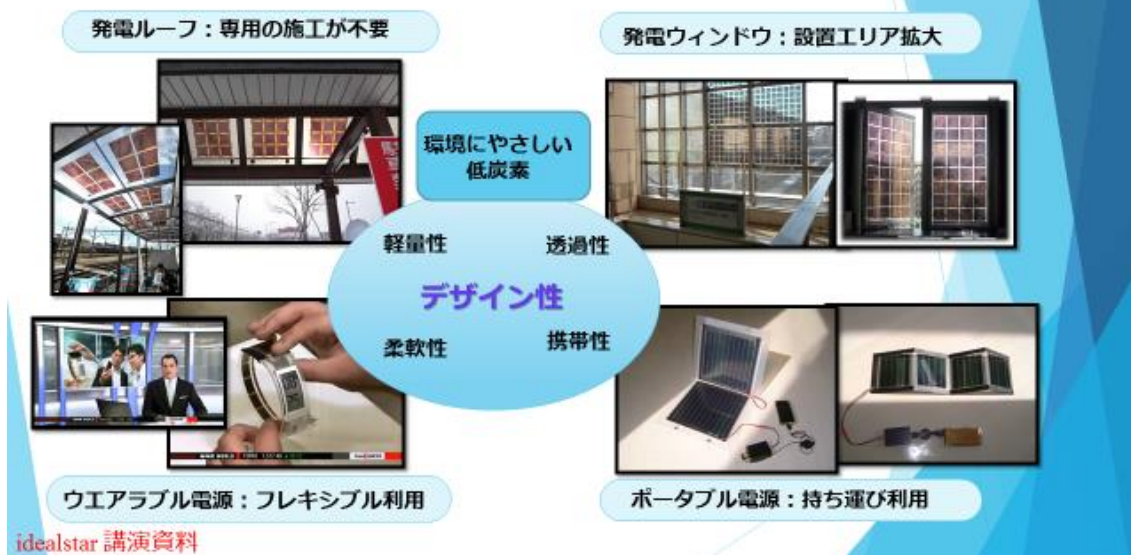 発電ルーフ：専用の施工が不要
発電ウィンドウ：設置エリア拡大
環境にやさしい
低炭素
軽量性
透過性
デザイン性
柔軟性
携帯性
ウエアラブル電源：フレキシブル利用
ポータブル電源：持ち運び利用
idealstar 講演資料